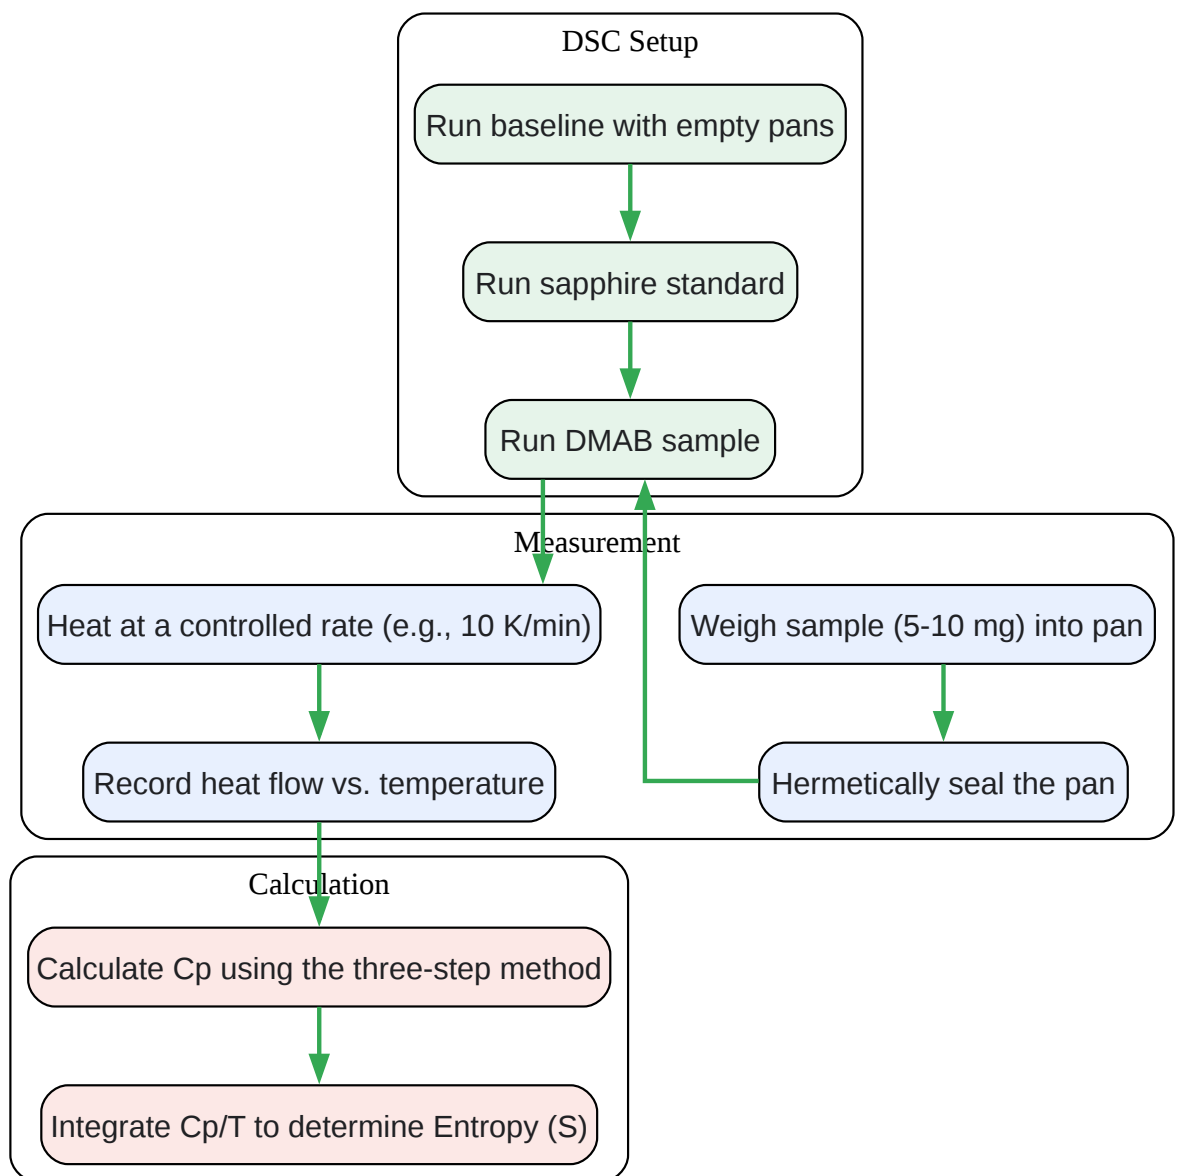 DSC Setup
Run baseline with empty pans
Run sapphire standard
Run DMAB sample
Measurement
Heat at a controlled rate (e.g., 10 K/min)
Weigh sample (5-10 mg) into pan
Record heat flow vs. temperature
Hermetically seal the pan
Calculation
Calculate Cp using the three-step method
Integrate Cp/T to determine Entropy (S)